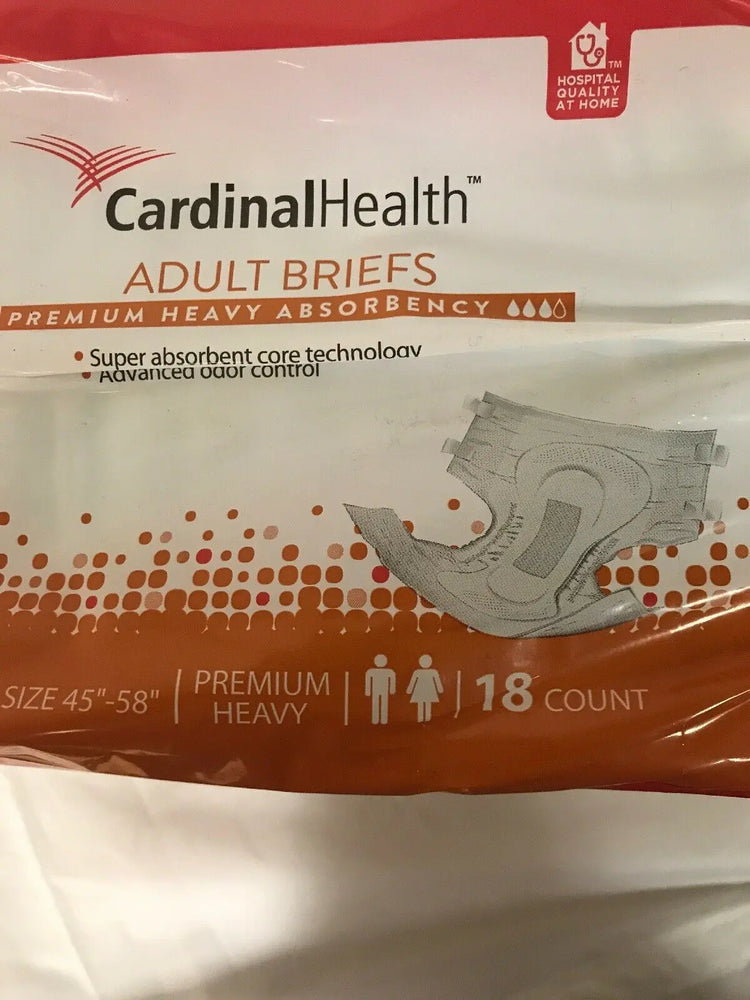 TM
HOSPITAL
QUALITY
AT HOME
CardinalHealth™
ADULT BRIEFS
PREMIUM HEAVY ABSORBENCY
• Super absorbent core technology
• Advanced odor control
SIZE 45"-58"
PREMIUM
HEAVY
18 COUNT